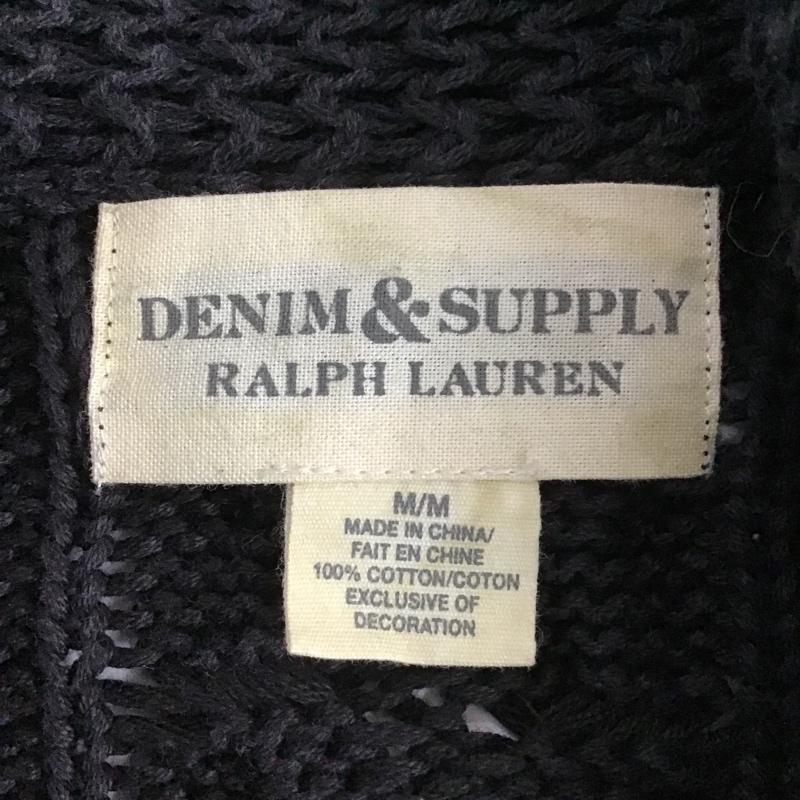 DENIM & SUPPLY
RALPH LAUREN
M/M
MADE IN CHINA/
FAIT EN CHINE
100% COTTON/COTON
EXCLUSIVE OF
DECORATION